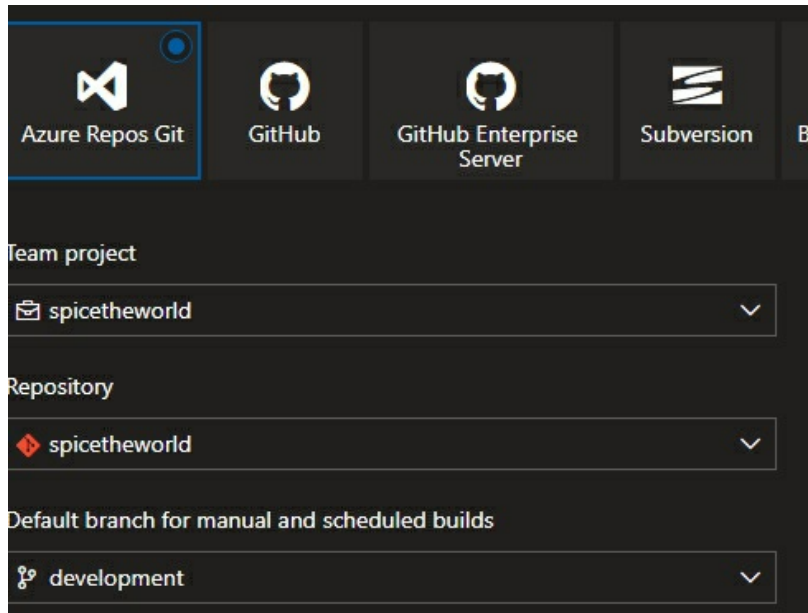 Azure Repos Git
GitHub
GitHub Enterprise
Server
Subversion
B
Team project
spicetheworld
Repository
spicetheworld
Default branch for manual and scheduled builds
development